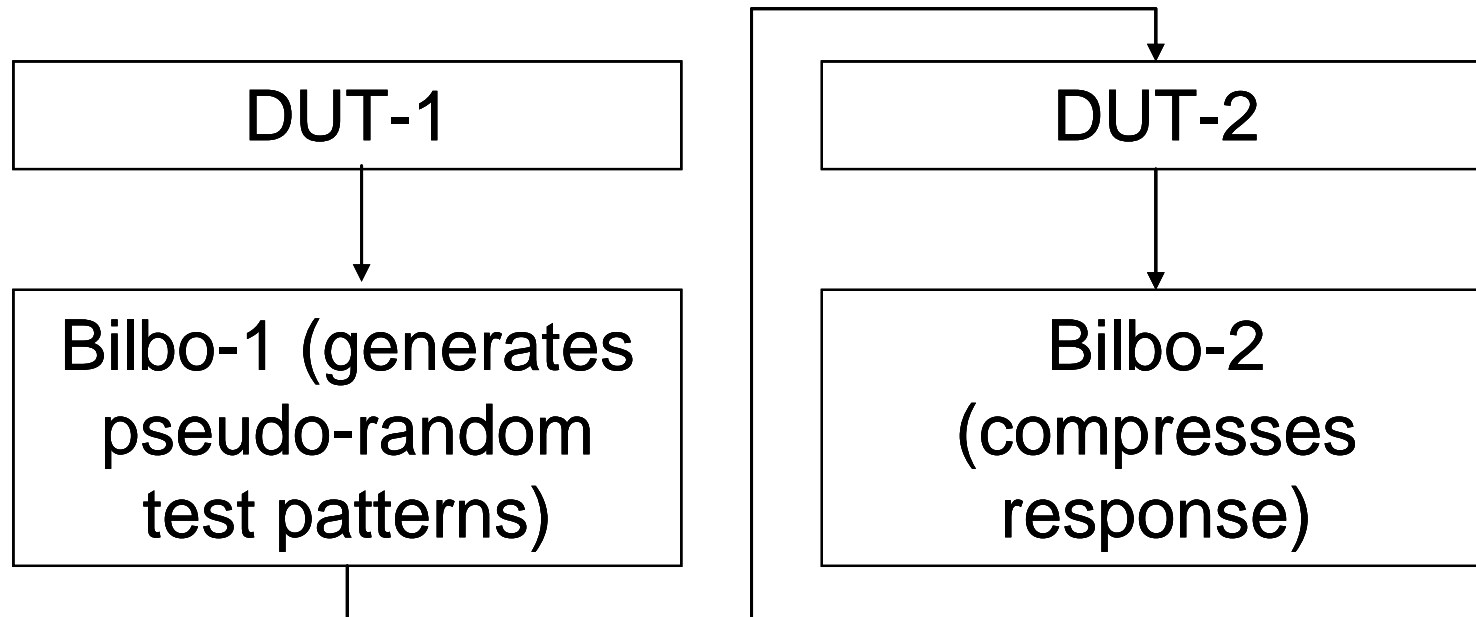 DUT-1
DUT-2
Bilbo-1 (generates
pseudo-random
test patterns)
Bilbo-2
(compresses
response)